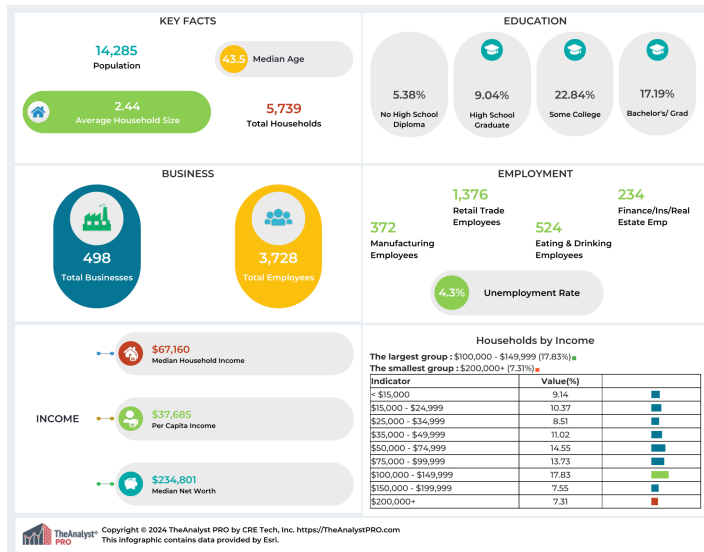 KEY FACTS
14,285
Population
43.5 Median Age
2.44
Average Household Size
5,739
Total Households
EDUCATION
5.38%
No High School
Diploma
9.04%
High School
Graduate
22.84%
Some College
17.19%
Bachelor's/ Grad
BUSINESS
498
Total Businesses
3,728
Total Employees
EMPLOYMENT
372
Manufacturing
Employees
1,376
Retail Trade
Employees
524
Eating & Drinking
Employees
234
Finance/Ins/Real
Estate Emp
4.3% Unemployment Rate
INCOME
$67,160
Median Household Income
$37,685
Per Capita Income
$234,801
Median Net Worth
Households by Income
The largest group : $100,000 - $149,999 (17.83%)
The smallest group : $200,000+ (7.31%)
Indicator Value(%)
< $15,000 9.14
$15,000 - $24,999 10.37
$25,000 - $34,999 8.51
$35,000 - $49,999 11.02
$50,000 - $74,999 14.55
$75,000 - $99,999 13.73
$100,000 - $149,999 17.83
$150,000 - $199,999 7.55
$200,000+ 7.31
TheAnalyst®
PRO
Copyright © 2024 TheAnalyst PRO by CRE Tech, Inc. https://TheAnalystPRO.com
This infographic contains data provided by Esri.